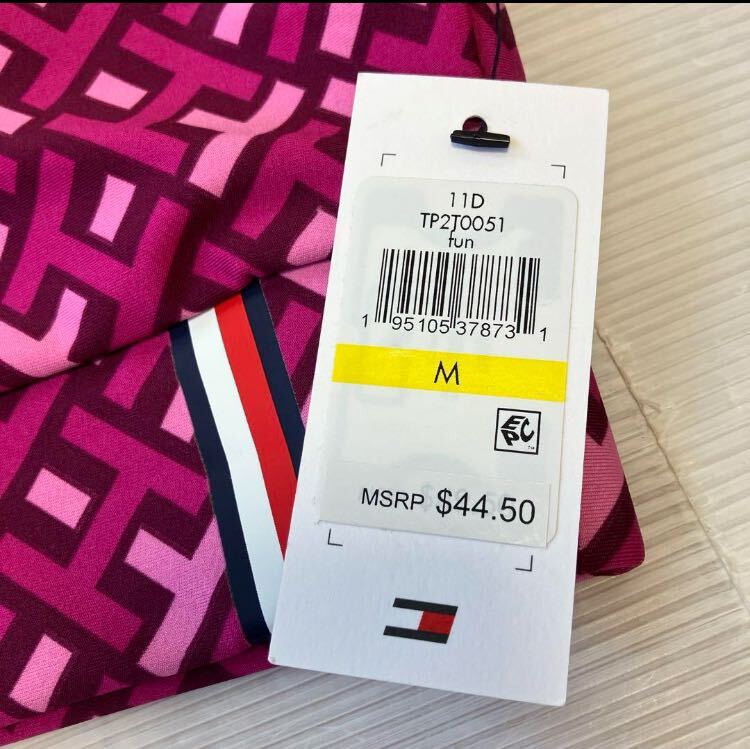 11D
TP2T0051
fun
1 95105 37873 1
M
EPC
MSRP $44.50